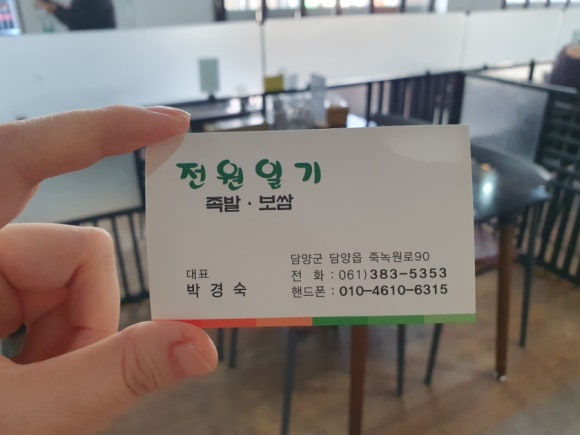 전원일기
족발 · 보쌈
담양군 담양읍 죽녹원로90
대표
전 화 : 061)383-5353
박 경 숙
핸드폰 : 010-4610-6315